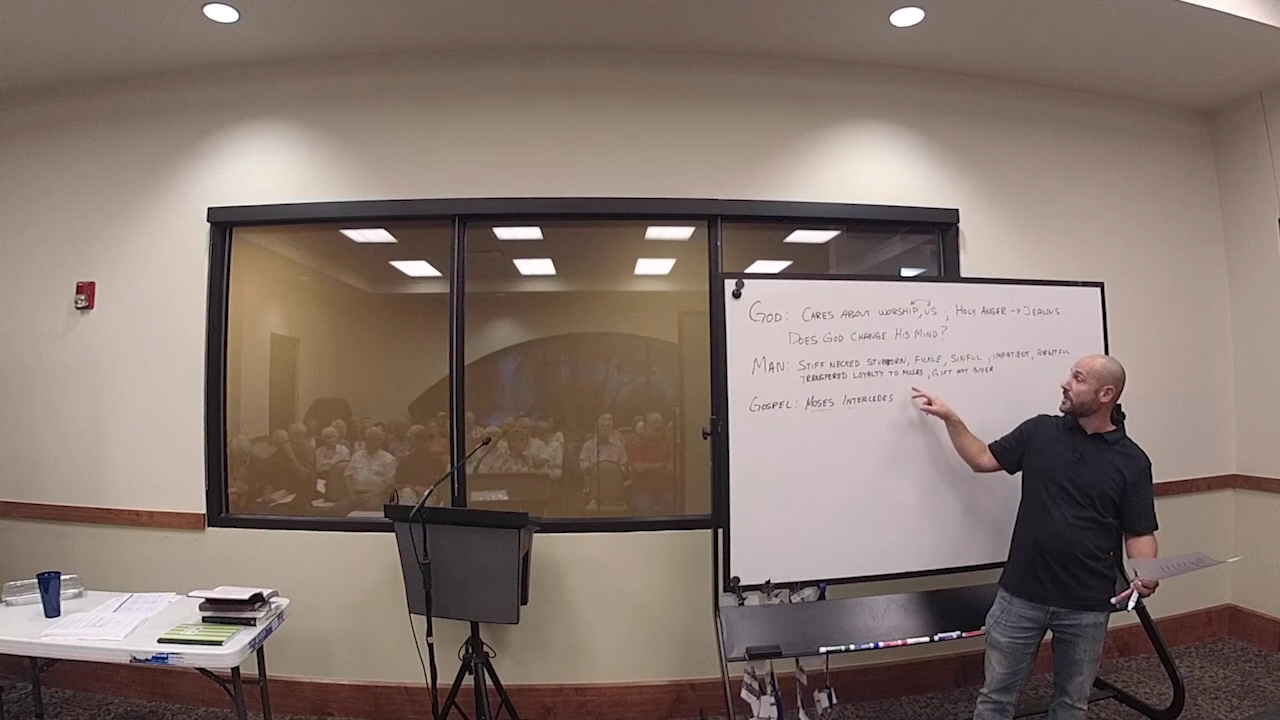 GOD: CARES ABOUT WORSHIP, US, HOLY ANGER → JEALOUS
DOES GOD CHANGE HIS MIND?
MAN: STIFF NECKED STUBBORN, FICKLE, SINFUL, IMPATIENT, FORGETFUL
TRANSFERRED LOYALTY TO MOSES, GIFT NOT GIVER
GOSPEL: MOSES INTERCEDES